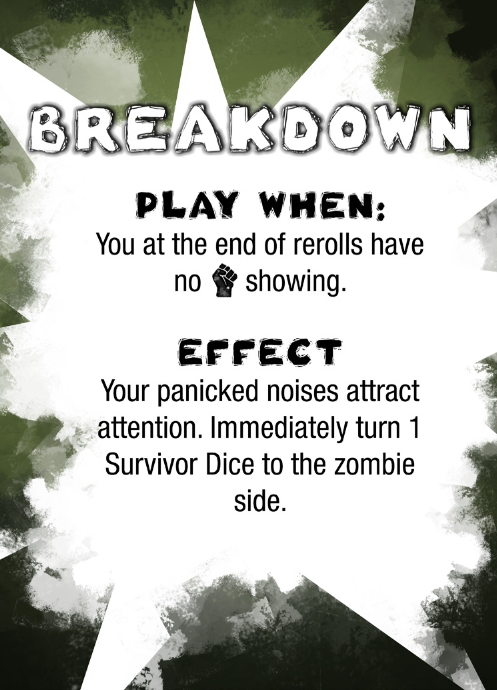 BREAKDOWN
PLAY WHEN:
You at the end of rerolls have
no ✊ showing.
EFFECT
Your panicked noises attract
attention. Immediately turn 1
Survivor Dice to the zombie
side.